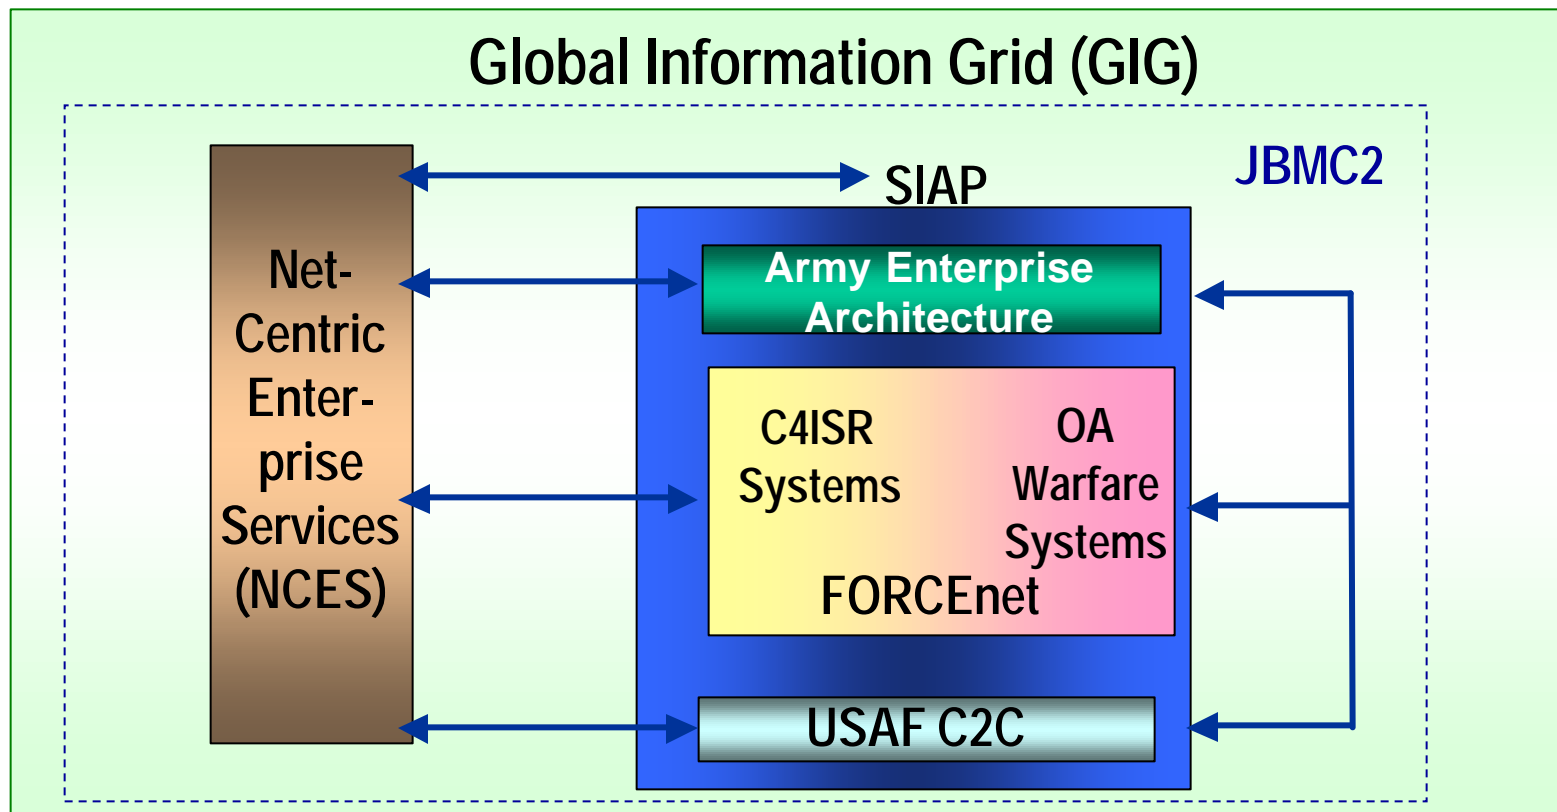 Global Information Grid (GIG)
JBMC2
SIAP
Net-
Centric
Enter-
prise
Services
(NCES)
Army Enterprise
Architecture
C4ISR
Systems
OA
Warfare
Systems
FORCEnet
USAF C2C